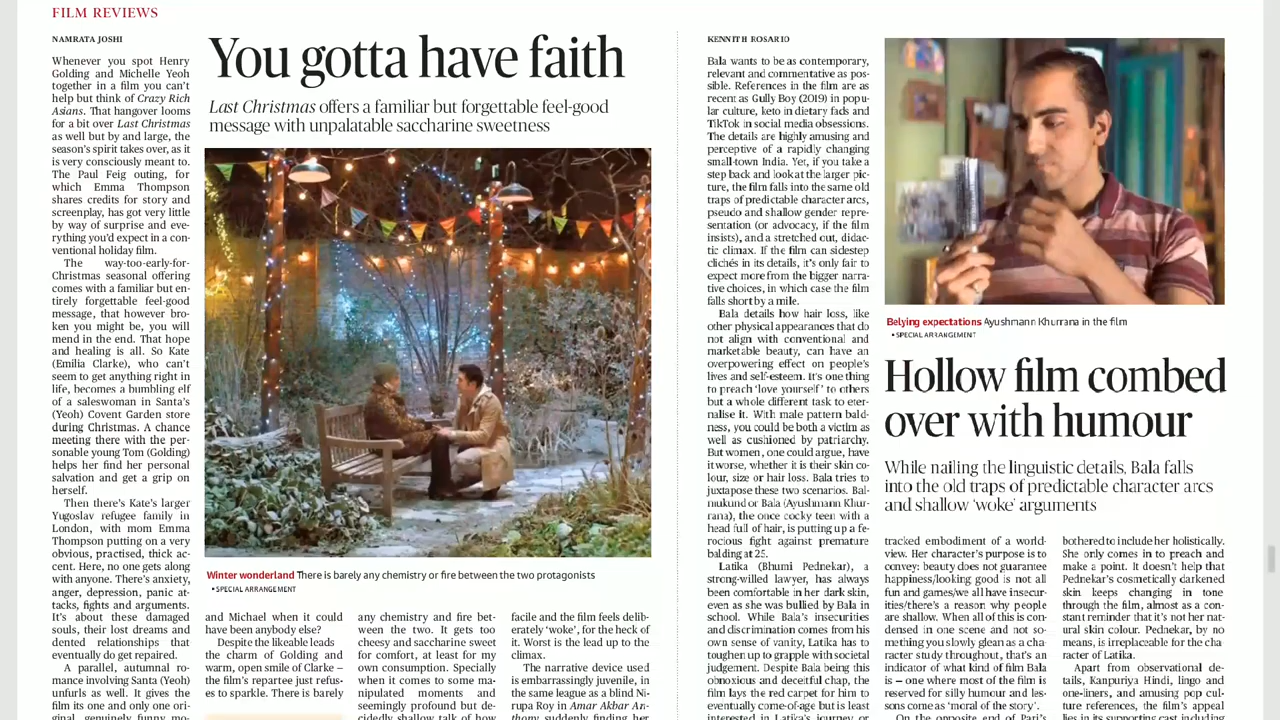 FILM REVIEWS
NAMRATA JOSHI
You gotta have faith
Last Christmas offers a familiar but forgettable feel-good
message with unpalatable saccharine sweetness
Whenever you spot Henry
Golding and Michelle Yeoh
together in a film you can't
help but think of Crazy Rich
Asians. That hangover looms
for a bit over Last Christmas
as well but by and large, the
season's spirit takes over, as it
is very consciously meant to.
The Paul Feig outing, for
which Emma Thompson
shares credits for story and
screenplay, has got very little
by way of surprise and eve-
rything you'd expect in a con-
ventional holiday film.
The way-too-early-for-
Christmas seasonal offering
comes with a familiar but en-
tirely forgettable feel-good
message, that however bro-
ken you might be, you will
mend in the end. That hope
and healing is all. So Kate
(Emilia Clarke), who can't
seem to get anything right in
life, becomes a bumbling elf
of a saleswoman in Santa's
(Yeoh) Covent Garden store
during Christmas. A chance
meeting there with the per-
sonable young Tom (Golding)
helps her find her personal
salvation and get a grip on
herself.
Then there's Kate's larger
Yugoslav refugee family in
London, with mom Emma
Thompson putting on a very
obvious, practised, thick ac-
cent. Here, no one gets along
with anyone. There's anxiety,
anger, depression, panic at-
tacks, fights and arguments.
It's about these damaged
souls, their lost dreams and
dented relationships that
eventually do get repaired.
A parallel, autumnal ro-
mance involving Santa (Yeoh)
unfurls as well. It gives the
film its one and only one or-
iginal, genuinely funny mo-
Winter wonderland There is barely any chemistry or fire between the two protagonists
• SPECIAL ARRANGEMENT
and Michael when it could
have been anybody else?
Despite the likeable leads
the charm of Golding and
warm, open smile of Clarke –
the film's repartee just refus-
es to sparkle. There is barely
any chemistry and fire bet-
ween the two. It gets too
cheesy and saccharine sweet
for comfort, at least for my
own consumption. Specially
when it comes to some ma-
nipulated moments and
seemingly profound but de-
cidedly shallow talk of how
facile and the film feels delib-
erately 'woke', for the heck of
it. Worst is the lead up to the
climax.
The narrative device used
is embarrassingly juvenile, in
the same league as a blind Ni-
rupa Roy in Amar Akbar An-
thony suddenly finding her
KENNITH ROSARIO
Bala wants to be as contemporary,
relevant and commentative as pos-
sible. References in the film are as
recent as Gully Boy (2019) in popu-
lar culture, keto in dietary fads and
TikTok in social media obsessions.
The details are highly amusing and
perceptive of a rapidly changing
small-town India. Yet, if you take a
step back and look at the larger pic-
ture, the film falls into the same old
traps of predictable character arcs,
pseudo and shallow gender repre-
sentation (or advocacy, if the film
insists), and a stretched out, didac-
tic climax. If the film can sidestep
clichés in its details, it's only fair to
expect more from the bigger narra-
tive choices, in which case the film
falls short by a mile.
Bala details how hair loss, like
other physical appearances that do
not align with conventional and
marketable beauty, can have an
overpowering effect on people's
lives and self-esteem. It's one thing
to preach 'love yourself' to others
but a whole different task to eter-
nalise it. With male pattern bald-
ness, you could be both a victim as
well as cushioned by patriarchy.
But women, one could argue, have
it worse, whether it is their skin co-
lour, size or hair loss. Bala tries to
juxtapose these two scenarios. Bal-
mukund or Bala (Ayushmann Khur-
rana), the once cocky teen with a
head full of hair, is putting up a fe-
rocious fight against premature
balding at 25.
Latika (Bhumi Pednekar), a
strong-willed lawyer, has always
been comfortable in her dark skin,
even as she was bullied by Bala in
school. While Bala's insecurities
and discrimination comes from his
own sense of vanity, Latika has to
toughen up to grapple with societal
judgement. Despite Bala being this
obnoxious and deceitful chap, the
film lays the red carpet for him to
eventually come-of-age but is least
interested in Latika's journey or
Belying expectations Ayushmann Khurrana in the film
• SPECIAL ARRANGEMENT
Hollow film combed
over with humour
While nailing the linguistic details, Bala falls
into the old traps of predictable character arcs
and shallow 'woke' arguments
tracked embodiment of a world-
view. Her character's purpose is to
convey: beauty does not guarantee
happiness/looking good is not all
fun and games/we all have insecur-
ities/there's a reason why people
are shallow. When all of this is con-
densed in one scene and not so-
mething you slowly glean as a cha-
racter study throughout, that's an
indicator of what kind of film Bala
is – one where most of the film is
reserved for silly humour and les-
sons come as 'moral of the story'.
On the opposite end of Pari's
bothered to include her holistically.
She only comes in to preach and
make a point. It doesn't help that
Pednekar's cosmetically darkened
skin keeps changing in tone
through the film, almost as a con-
stant reminder that it's not her nat-
ural skin colour. Pednekar, by no
means, is irreplaceable for the cha-
racter of Latika.
Apart from observational de-
tails, Kanpuriya Hindi, lingo and
one-liners, and amusing pop cul-
ture references, the film's appeal
lies in its supporting cast including